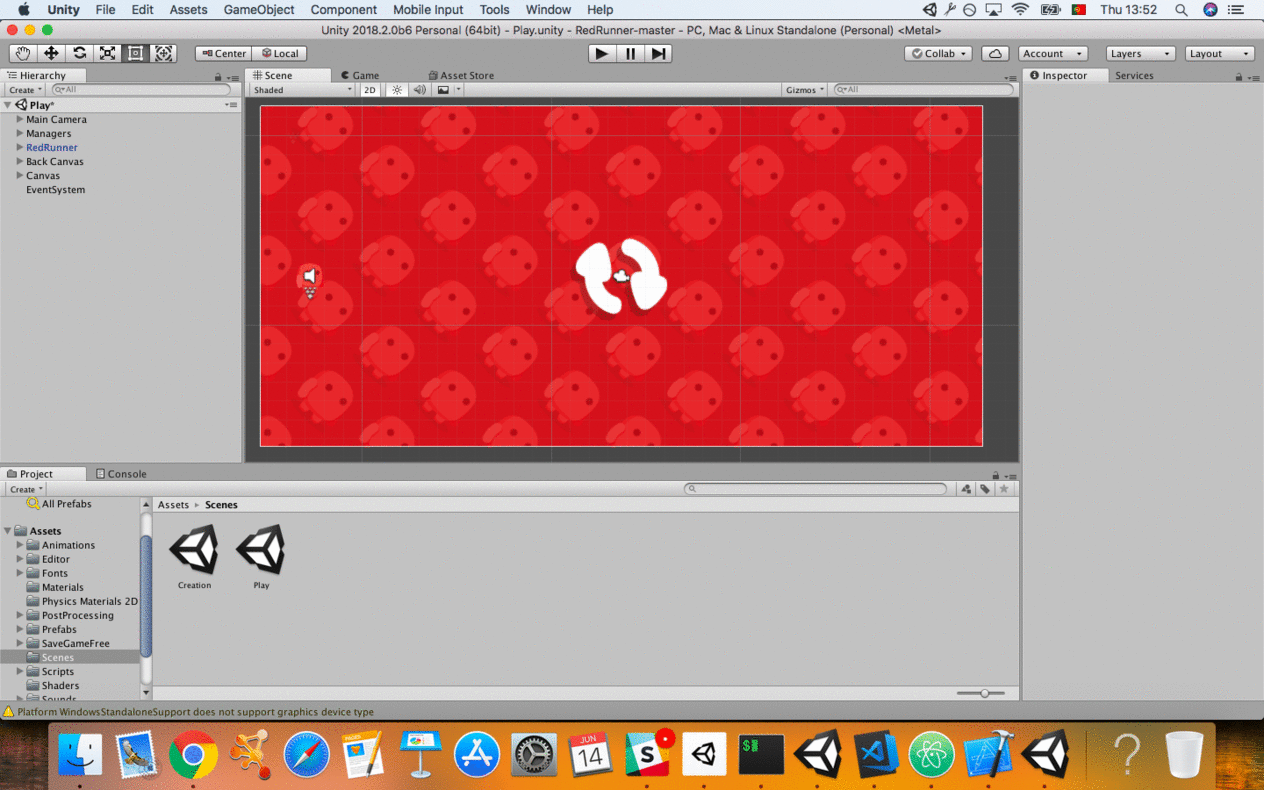 Unity File Edit Assets GameObject Component Mobile Input Tools Window Help Thu 13:52
Unity 2018.2.0b6 Personal (64bit) - Play.unity - RedRunner-master - PC, Mac & Linux Standalone (Personal) <Metal>
Center Local Collab Account Layers Layout
Hierarchy Scene Game Asset Store Inspector Services
Create All Shaded 2D Gizmos All
Play*
Main Camera
Managers
RedRunner
Back Canvas
Canvas
EventSystem
Project Console
Create
All Prefabs Assets Scenes
Assets
Animations
Editor
Fonts
Materials
Physics Materials 2D
PostProcessing
Prefabs
SaveGameFree
Scenes
Scripts
Shaders
Sounds
Creation Play
Platform WindowsStandaloneSupport does not support graphics device type
PAGES
JUN
14
S
$
?